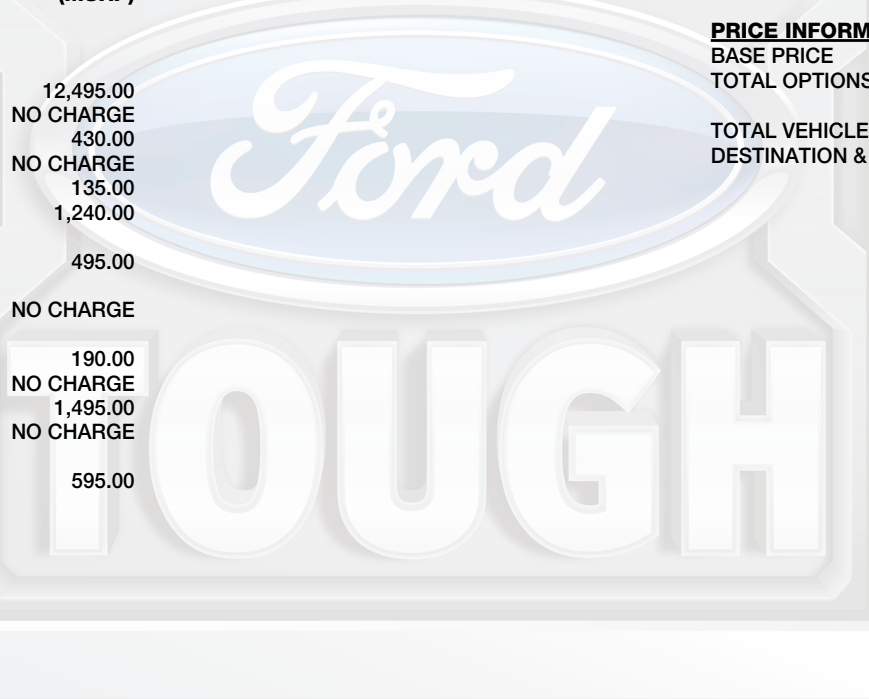 12,495.00
NO CHARGE
430.00
NO CHARGE
135.00
1,240.00
495.00
NO CHARGE
190.00
NO CHARGE
1,495.00
NO CHARGE
595.00
PRICE INFORM
BASE PRICE
TOTAL OPTIONS
TOTAL VEHICLE
DESTINATION &
Ford
TOUGH